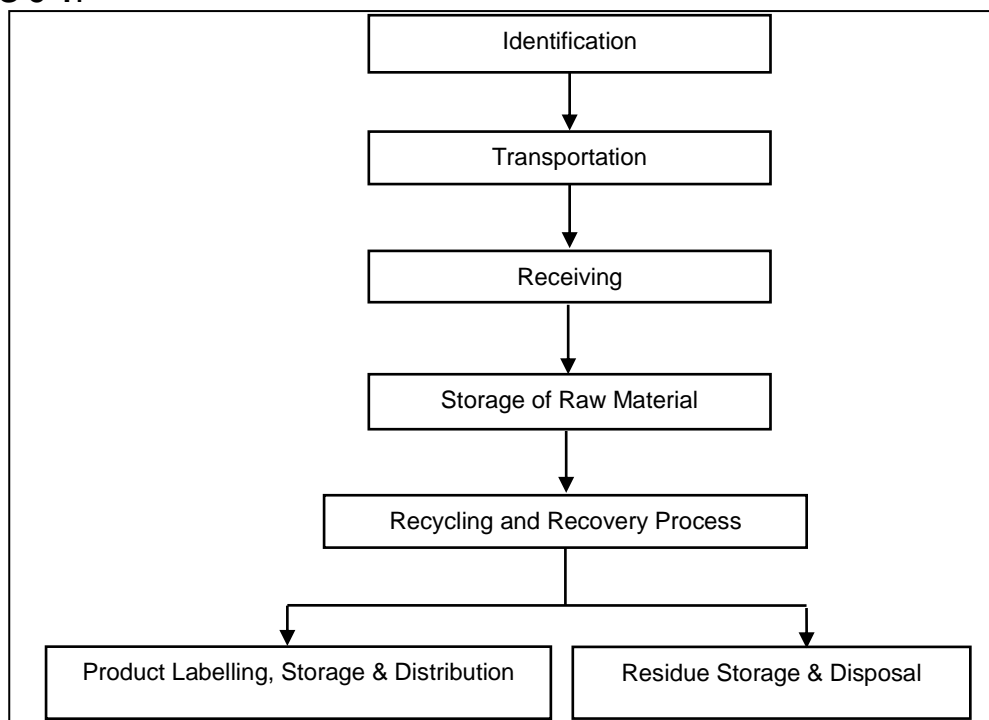 Identification
Transportation
Receiving
Storage of Raw Material
Recycling and Recovery Process
Product Labelling, Storage & Distribution
Residue Storage & Disposal